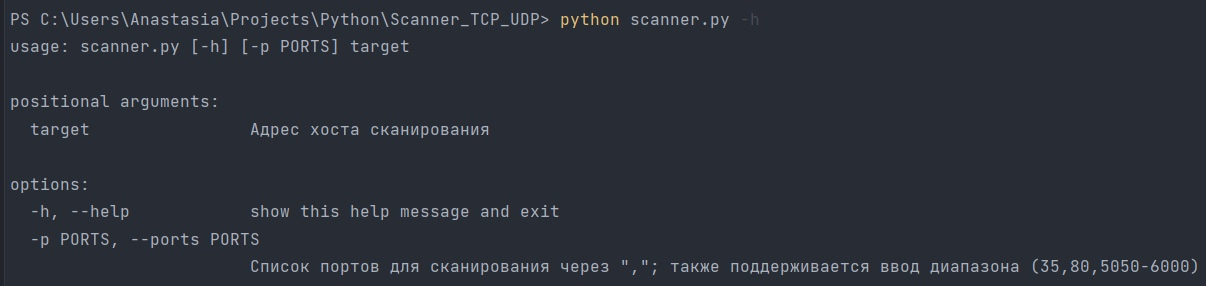 PS C:\Users\Anastasia\Projects\Python\Scanner_TCP_UDP> python scanner.py -h
usage: scanner.py [-h] [-p PORTS] target
positional arguments:
target Адрес хоста сканирования
options:
-h, --help show this help message and exit
-p PORTS, --ports PORTS
Список портов для сканирования через ","; также поддерживается ввод диапазона (35,80,5050-6000)